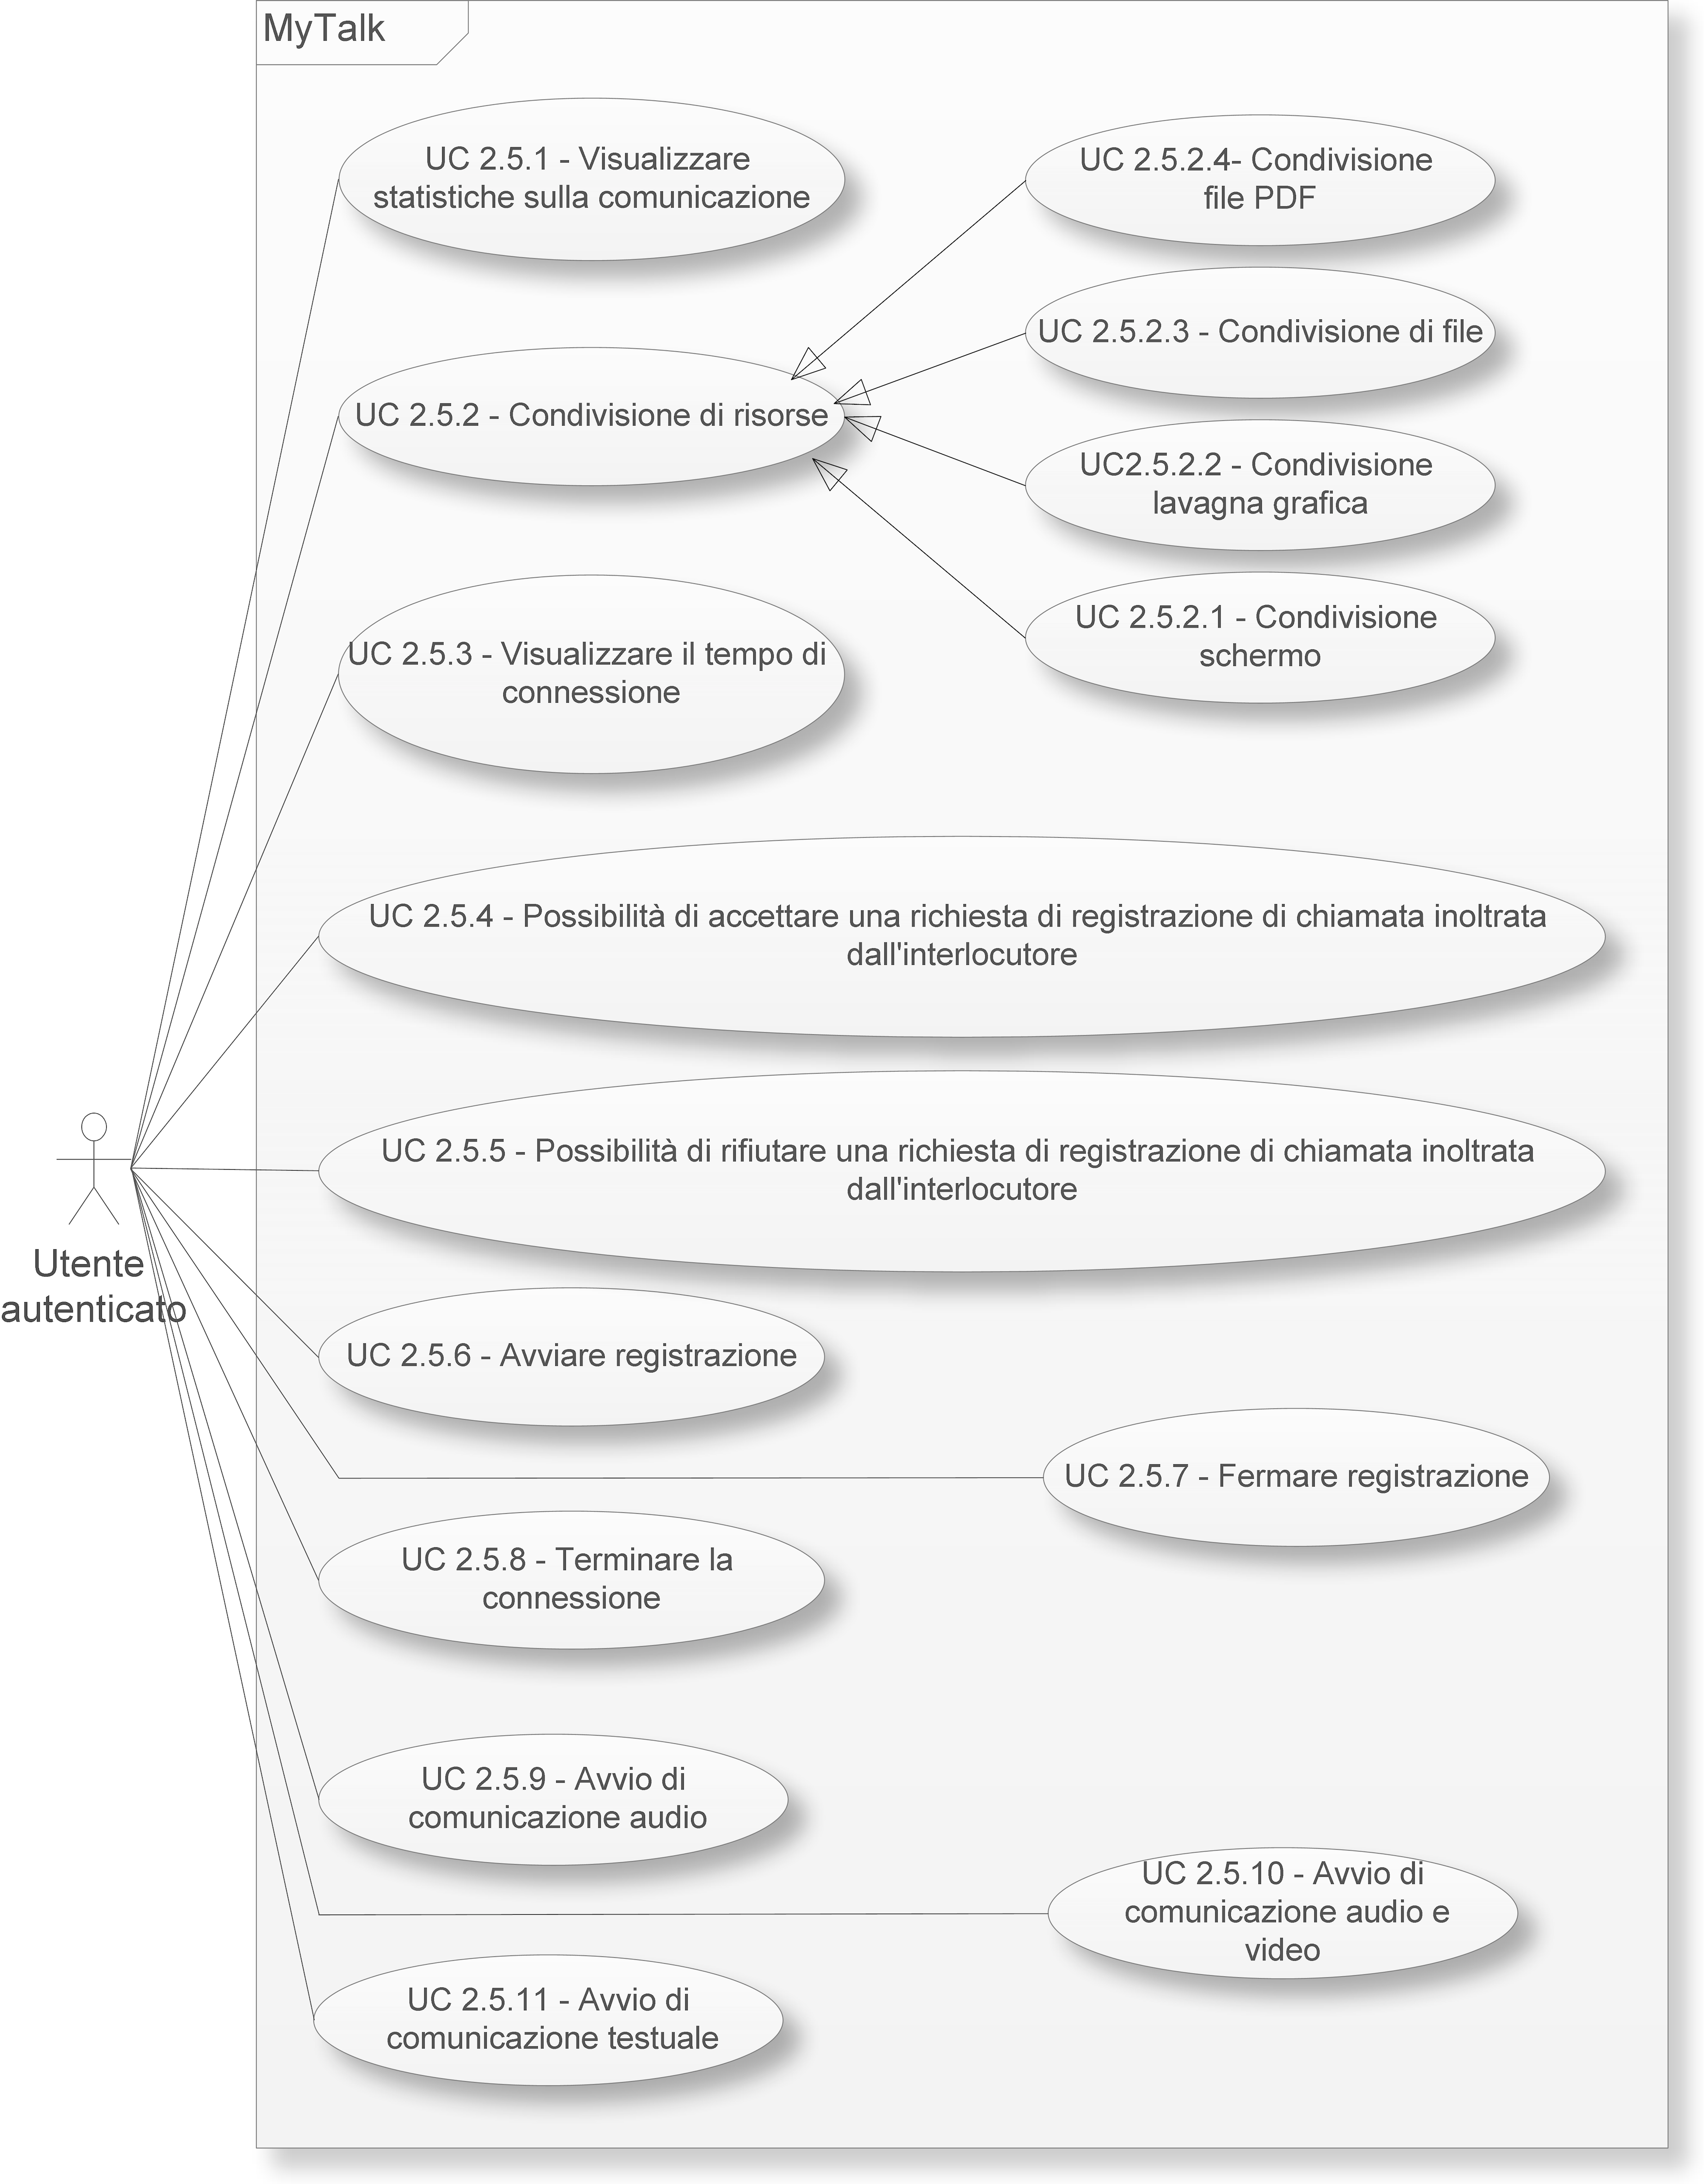 MyTalk
UC 2.5.1 - Visualizzare
statistiche sulla comunicazione
UC 2.5.2.4- Condivisione
file PDF
UC 2.5.2.3 - Condivisione di file
UC 2.5.2 - Condivisione di risorse
UC2.5.2.2 - Condivisione
lavagna grafica
UC 2.5.2.1 - Condivisione
schermo
UC 2.5.3 - Visualizzare il tempo di
connessione
UC 2.5.4 - Possibilità di accettare una richiesta di registrazione di chiamata inoltrata
dall'interlocutore
UC 2.5.5 - Possibilità di rifiutare una richiesta di registrazione di chiamata inoltrata
dall'interlocutore
Utente
autenticato
UC 2.5.6 - Avviare registrazione
UC 2.5.7 - Fermare registrazione
UC 2.5.8 - Terminare la
connessione
UC 2.5.9 - Avvio di
comunicazione audio
UC 2.5.10 - Avvio di
comunicazione audio e
video
UC 2.5.11 - Avvio di
comunicazione testuale